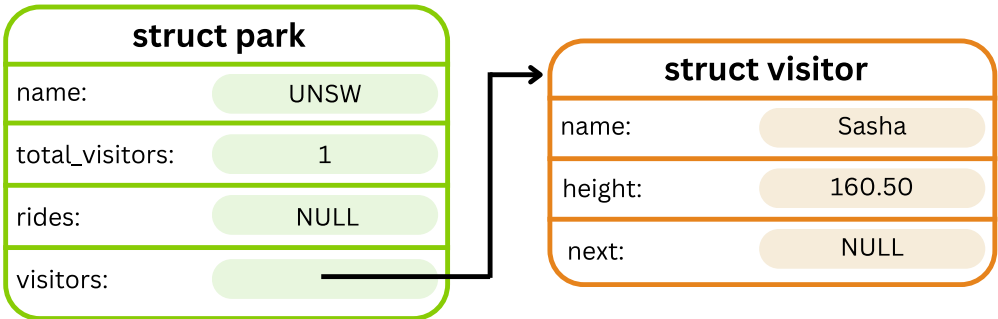 struct park
name: UNSW
total_visitors: 1
rides: NULL
visitors:
struct visitor
name: Sasha
height: 160.50
next: NULL